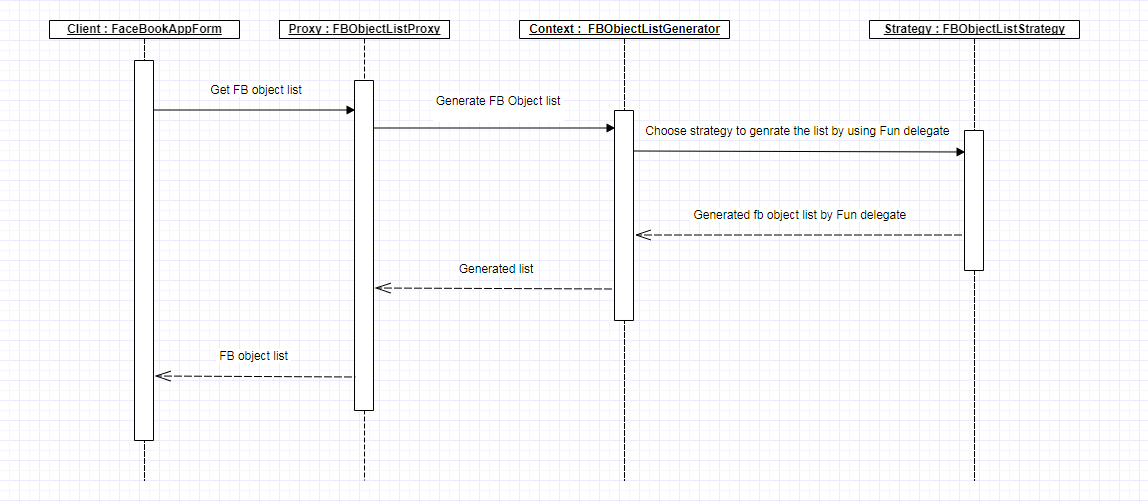 Client : FaceBookAppForm
Proxy : FBObjectListProxy
Context : FBObjectListGenerator
Strategy : FBObjectListStrategy
Get FB object list
Generate FB Object list
Choose strategy to genrate the list by using Fun delegate
Generated fb object list by Fun delegate
Generated list
FB object list